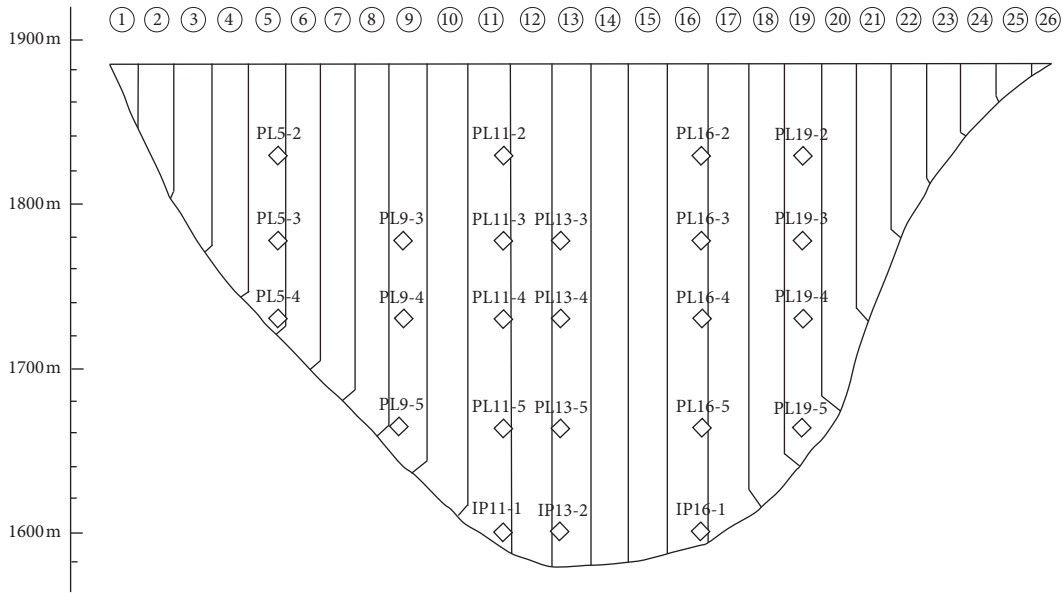 1 2 3 4 5 6 7 8 9 10 11 12 13 14 15 16 17 18 19 20 21 22 23 24 25 26
1900 m
PL5-2 PL11-2 PL16-2 PL19-2
1800 m
PL5-3 PL9-3 PL11-3 PL13-3 PL16-3 PL19-3
PL5-4 PL9-4 PL11-4 PL13-4 PL16-4 PL19-4
1700 m
PL9-5 PL11-5 PL13-5 PL16-5 PL19-5
IP11-1 IP13-2 IP16-1
1600 m